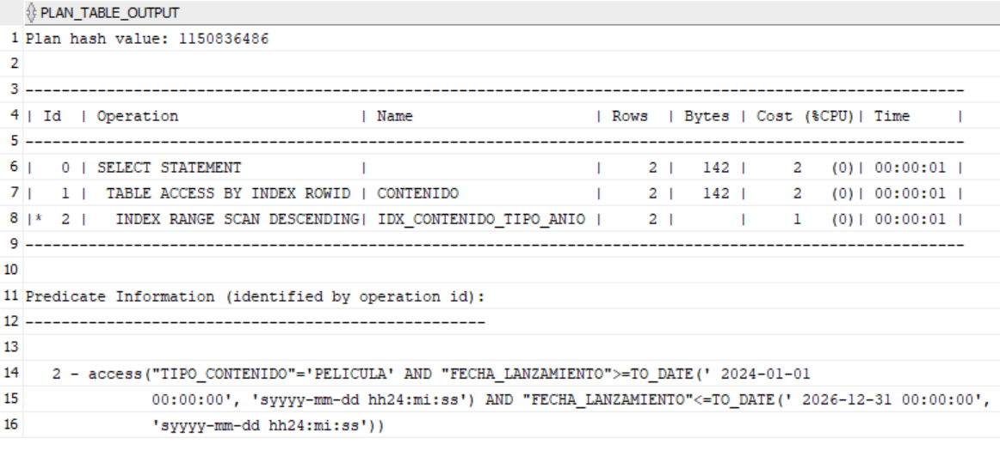 PLAN_TABLE_OUTPUT
1 Plan hash value: 1150836486
2
3 ---------------------------------------------------------------------------------------------------------
4 | Id  | Operation                    | Name                   | Rows  | Bytes | Cost (%CPU)| Time     |
5 ---------------------------------------------------------------------------------------------------------
6 |   0 | SELECT STATEMENT             |                        |     2 |   142 |     2   (0)| 00:00:01 |
7 |   1 |  TABLE ACCESS BY INDEX ROWID | CONTENIDO              |     2 |   142 |     2   (0)| 00:00:01 |
8 |*  2 |   INDEX RANGE SCAN DESCENDING| IDX_CONTENIDO_TIPO_ANIO |     2 |       |     1   (0)| 00:00:01 |
9 ---------------------------------------------------------------------------------------------------------
10
11 Predicate Information (identified by operation id):
12 ---------------------------------------------------
13
14    2 - access("TIPO_CONTENIDO"='PELICULA' AND "FECHA_LANZAMIENTO">=TO_DATE(' 2024-01-01
15               00:00:00', 'syyyy-mm-dd hh24:mi:ss') AND "FECHA_LANZAMIENTO"<=TO_DATE(' 2026-12-31 00:00:00',
16               'syyyy-mm-dd hh24:mi:ss'))